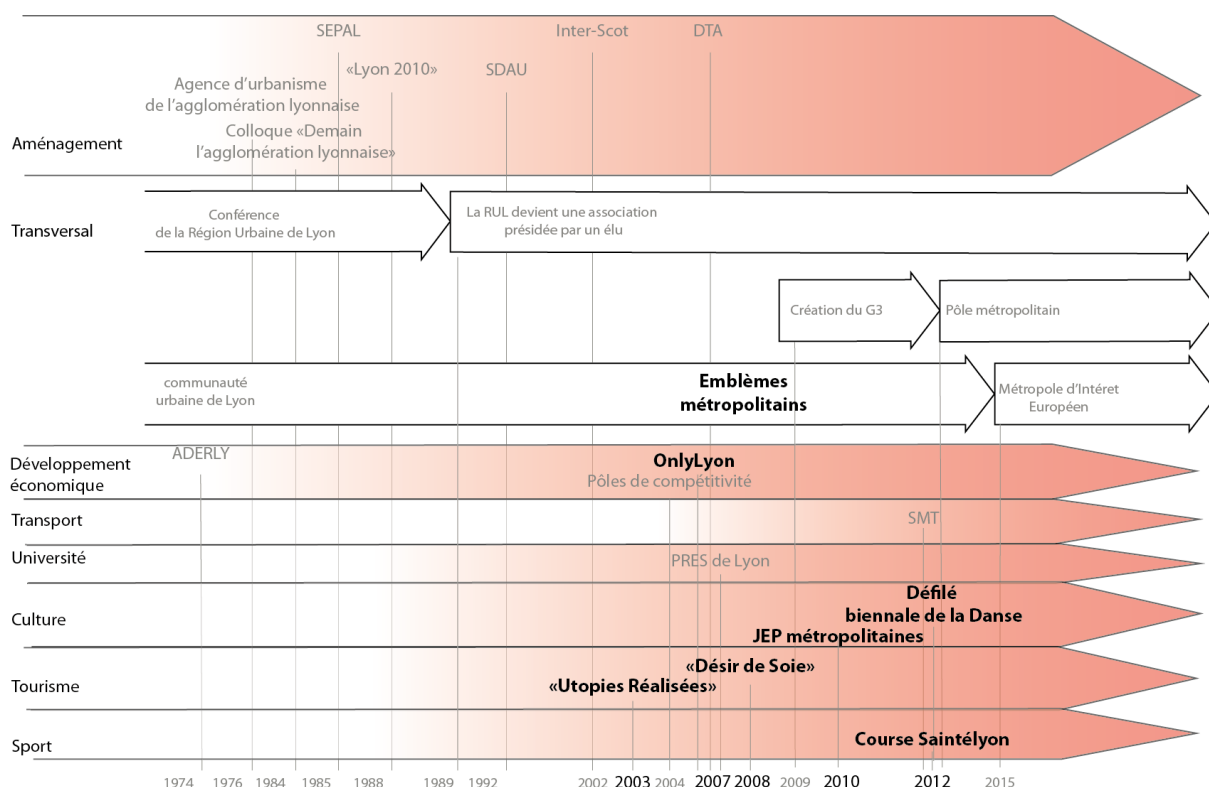 SEPAL
Inter-Scot
DTA
«Lyon 2010»
SDAU
Agence d’urbanisme
de l’agglomération lyonnaise
Colloque «Demain
l’agglomération lyonnaise»
Aménagement
Transversal
Conférence
de la Région Urbaine de Lyon
La RUL devient une association
présidée par un élu
Création du G3
Pôle métropolitain
communauté
urbaine de Lyon
Emblèmes
métropolitains
Métropole d’Intéret
Européen
Développement
économique
ADERLY
OnlyLyon
Pôles de compétitivité
Transport
SMT
Université
PRES de Lyon
Culture
Défilé
biennale de la Danse
JEP métropolitaines
Tourisme
«Désir de Soie»
«Utopies Réalisées»
Sport
Course Saintélyon
1974 1976 1984 1985 1988 1989 1992 2002 2003 2004 2007 2008 2009 2010 2012 2015